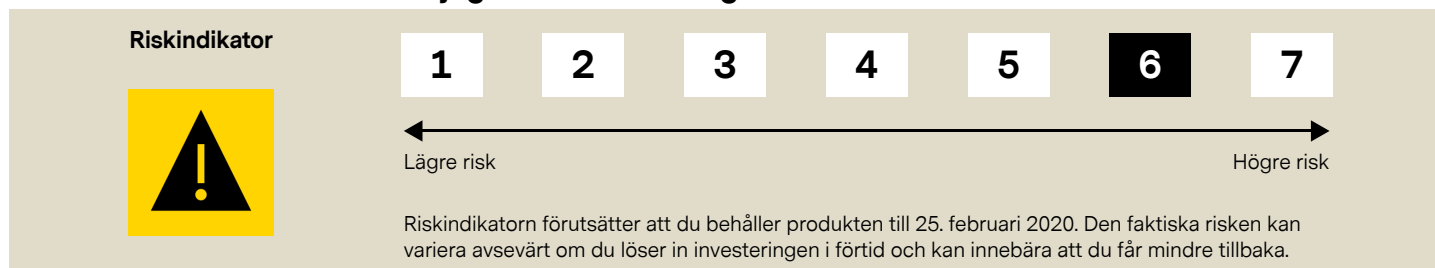 Riskindikator
1 2 3 4 5 6 7
Lägre risk Högre risk
Riskindikatorn förutsätter att du behåller produkten till 25. februari 2020. Den faktiska risken kan
variera avsevärt om du löser in investeringen i förtid och kan innebära att du får mindre tillbaka.